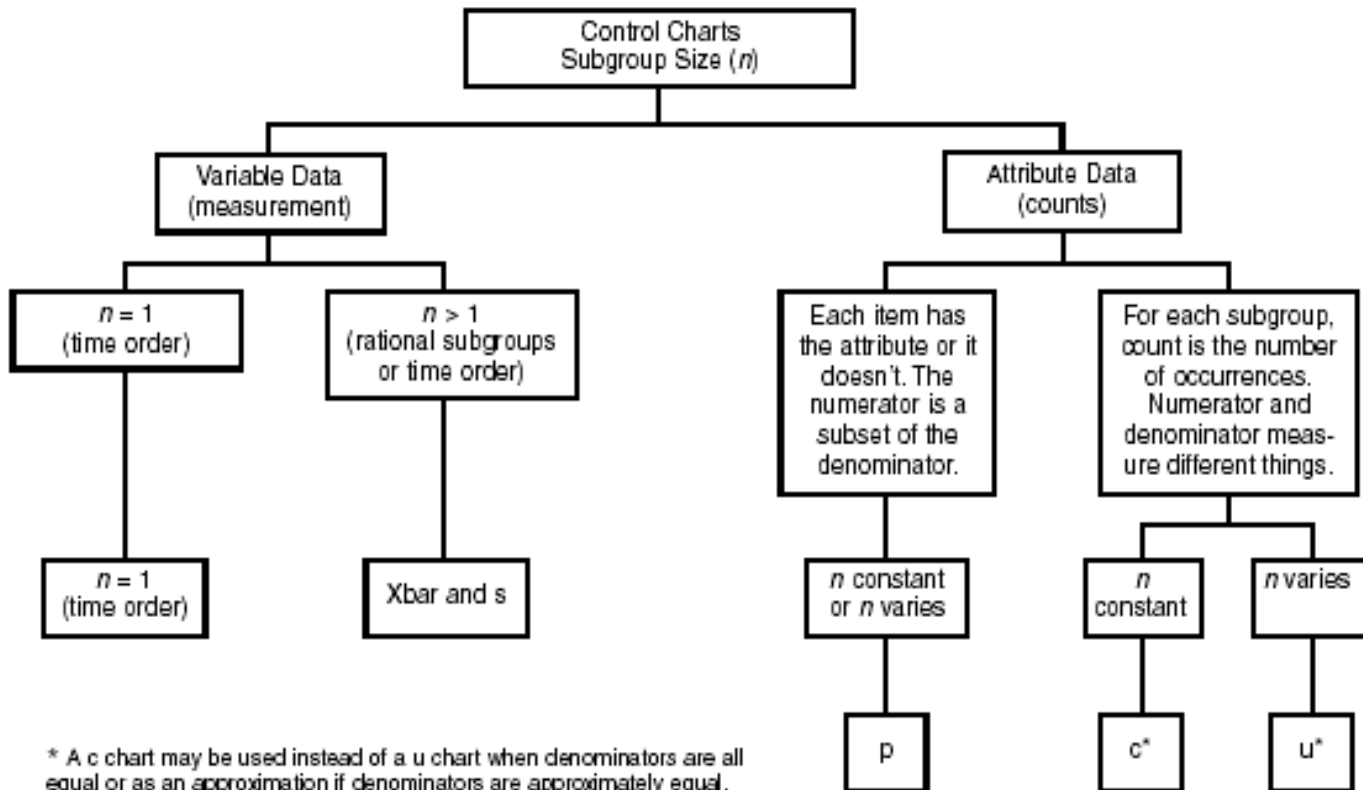 Control Charts
Subgroup Size (n)
Variable Data
(measurement)
Attribute Data
(counts)
n = 1
(time order)
n > 1
(rational subgroups
or time order)
Each item has
the attribute or it
doesn't. The
numerator is a
subset of the
denominator.
For each subgroup,
count is the number
of occurrences.
Numerator and
denominator meas-
ure different things.
n = 1
(time order)
Xbar and s
n constant
or n varies
n
constant
n varies
p
c*
u*
* A c chart may be used instead of a u chart when denominators are all
equal or as an approximation if denominators are approximately equal.